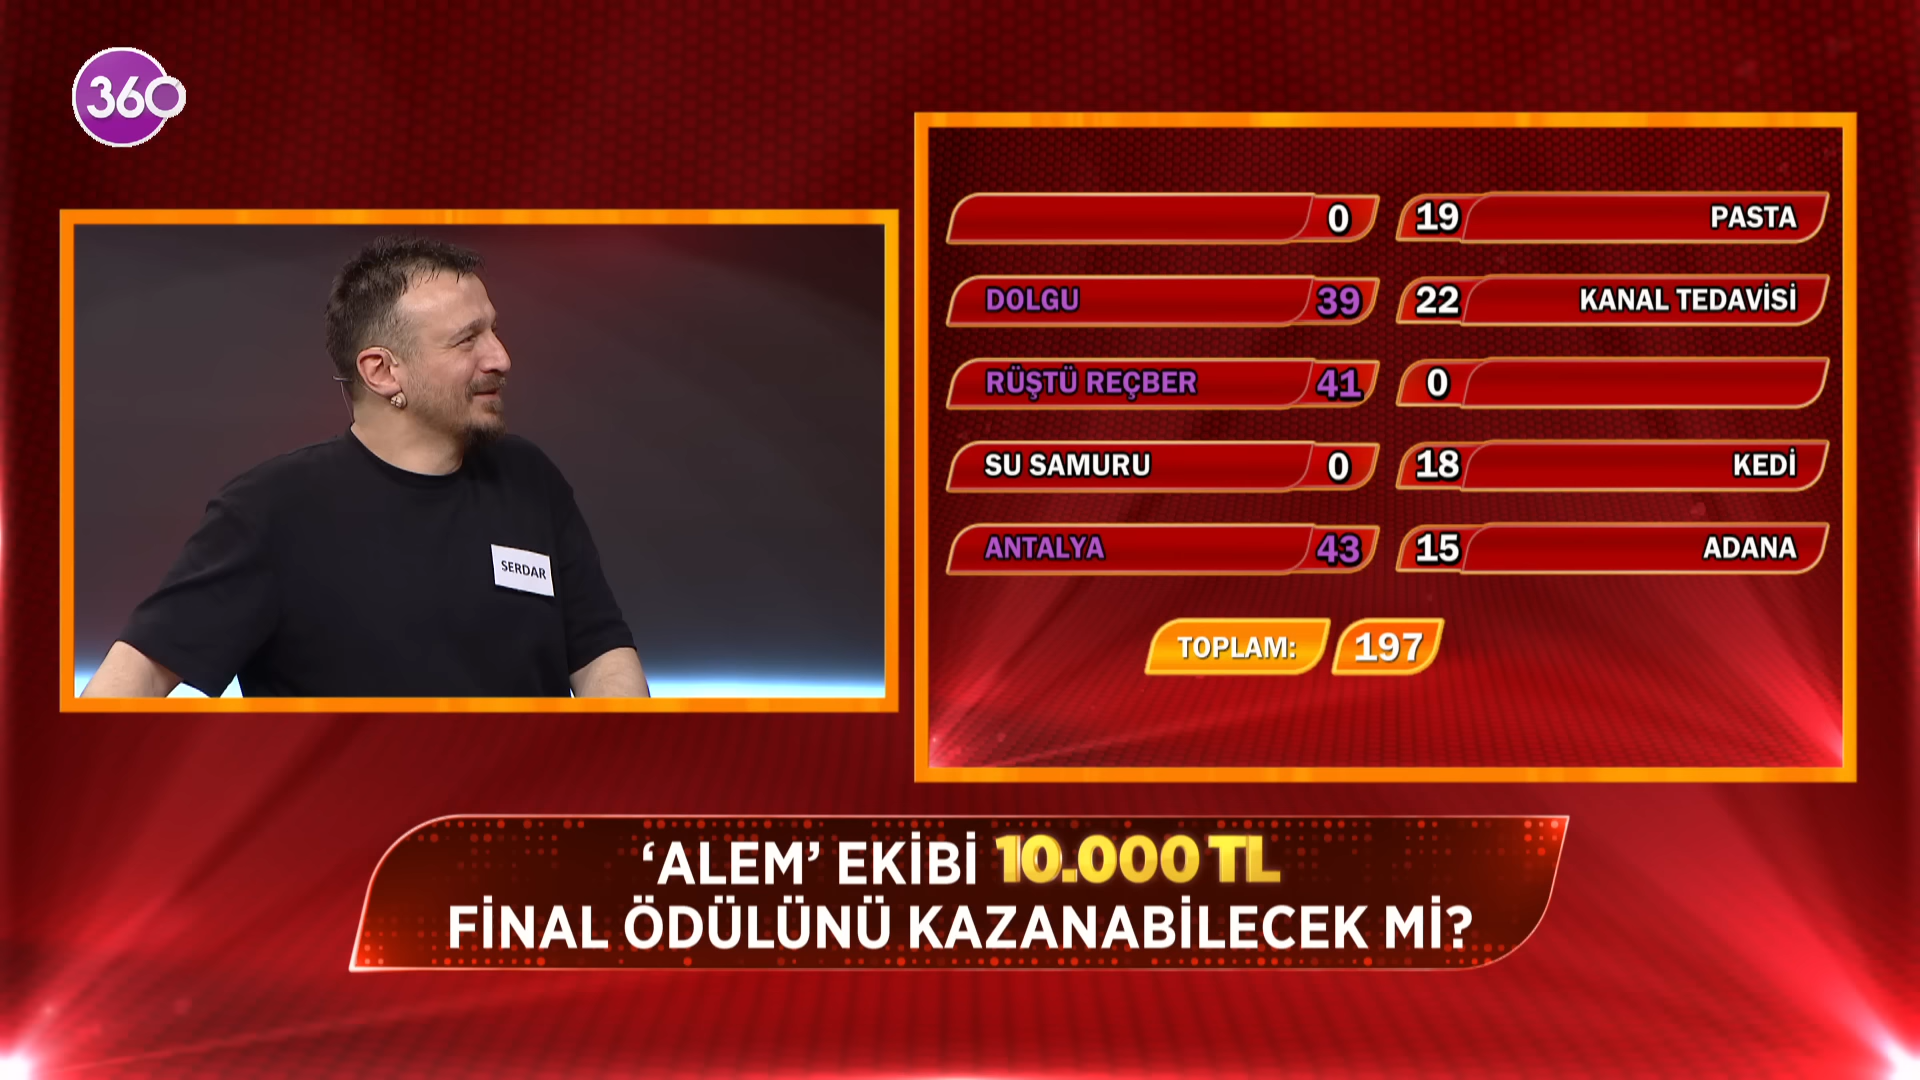 360
SERDAR
0
19 PASTA
DOLGU 39
22 KANAL TEDAVİSİ
RÜŞTÜ REÇBER 41
0
SU SAMURU 0
18 KEDİ
ANTALYA 43
15 ADANA
TOPLAM: 197
‘ALEM’ EKİBİ 10.000 TL
FİNAL ÖDÜLÜNÜ KAZANABİLECEK Mİ?